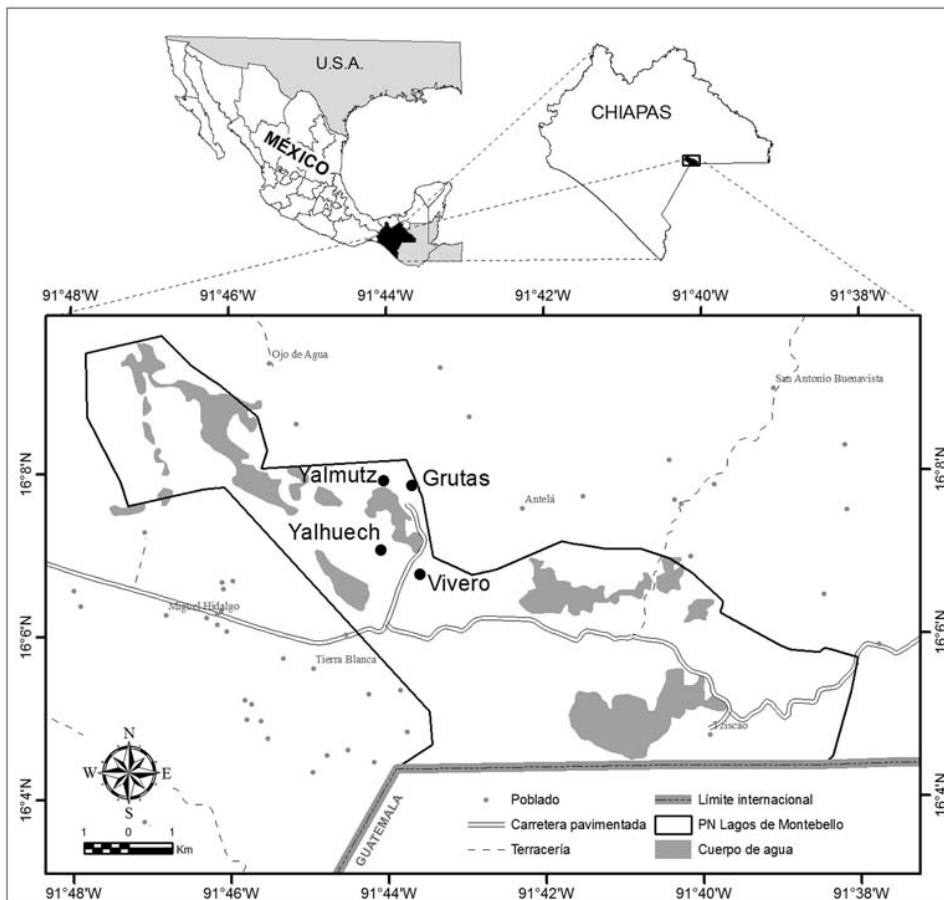 U.S.A.
MÉXICO
CHIAPAS
91°48'W 91°46'W 91°44'W 91°42'W 91°40'W 91°38'W
Ojo de Agua
San Antonio Buenavista
16°8'N 16°8'N
Yalmutz Grutas
Antelá
Yalhuech
Vivero
Miguel Hidalgo
16°6'N 16°6'N
Tierra Blanca
Tziscao
N
W E
S
16°4'N 16°4'N
GUATEMALA
Poblado Límite internacional
Carretera pavimentada PN Lagos de Montebello
Terracería Cuerpo de agua
1 0 1
Km
91°48'W 91°46'W 91°44'W 91°42'W 91°40'W 91°38'W